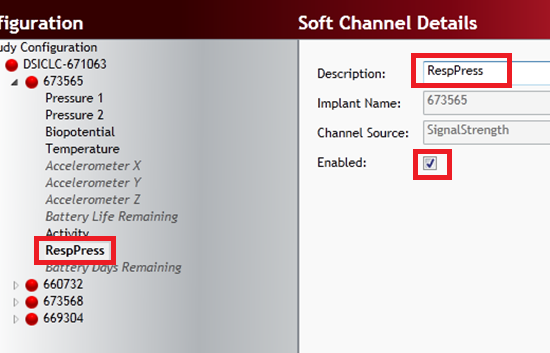 figuration
Soft Channel Details
udy Configuration
DSICLC-671063
673565
Pressure 1
Pressure 2
Biopotential
Temperature
Accelerometer X
Accelerometer Y
Accelerometer Z
Battery Life Remaining
Activity
RespPress
Battery Days Remaining
660732
673568
669304
Description: RespPress
Implant Name: 673565
Channel Source: SignalStrength
Enabled: